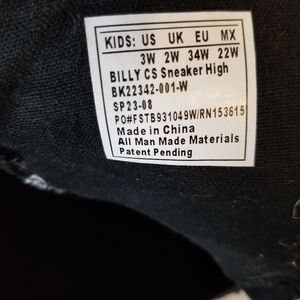 KIDS: US UK EU MX
3W 2W 34W 22W
BILLY CS Sneaker High
BK22342-001-W
SP23-08
PO#FSTB931049W/RN153615
Made in China
All Man Made Materials
Patent Pending